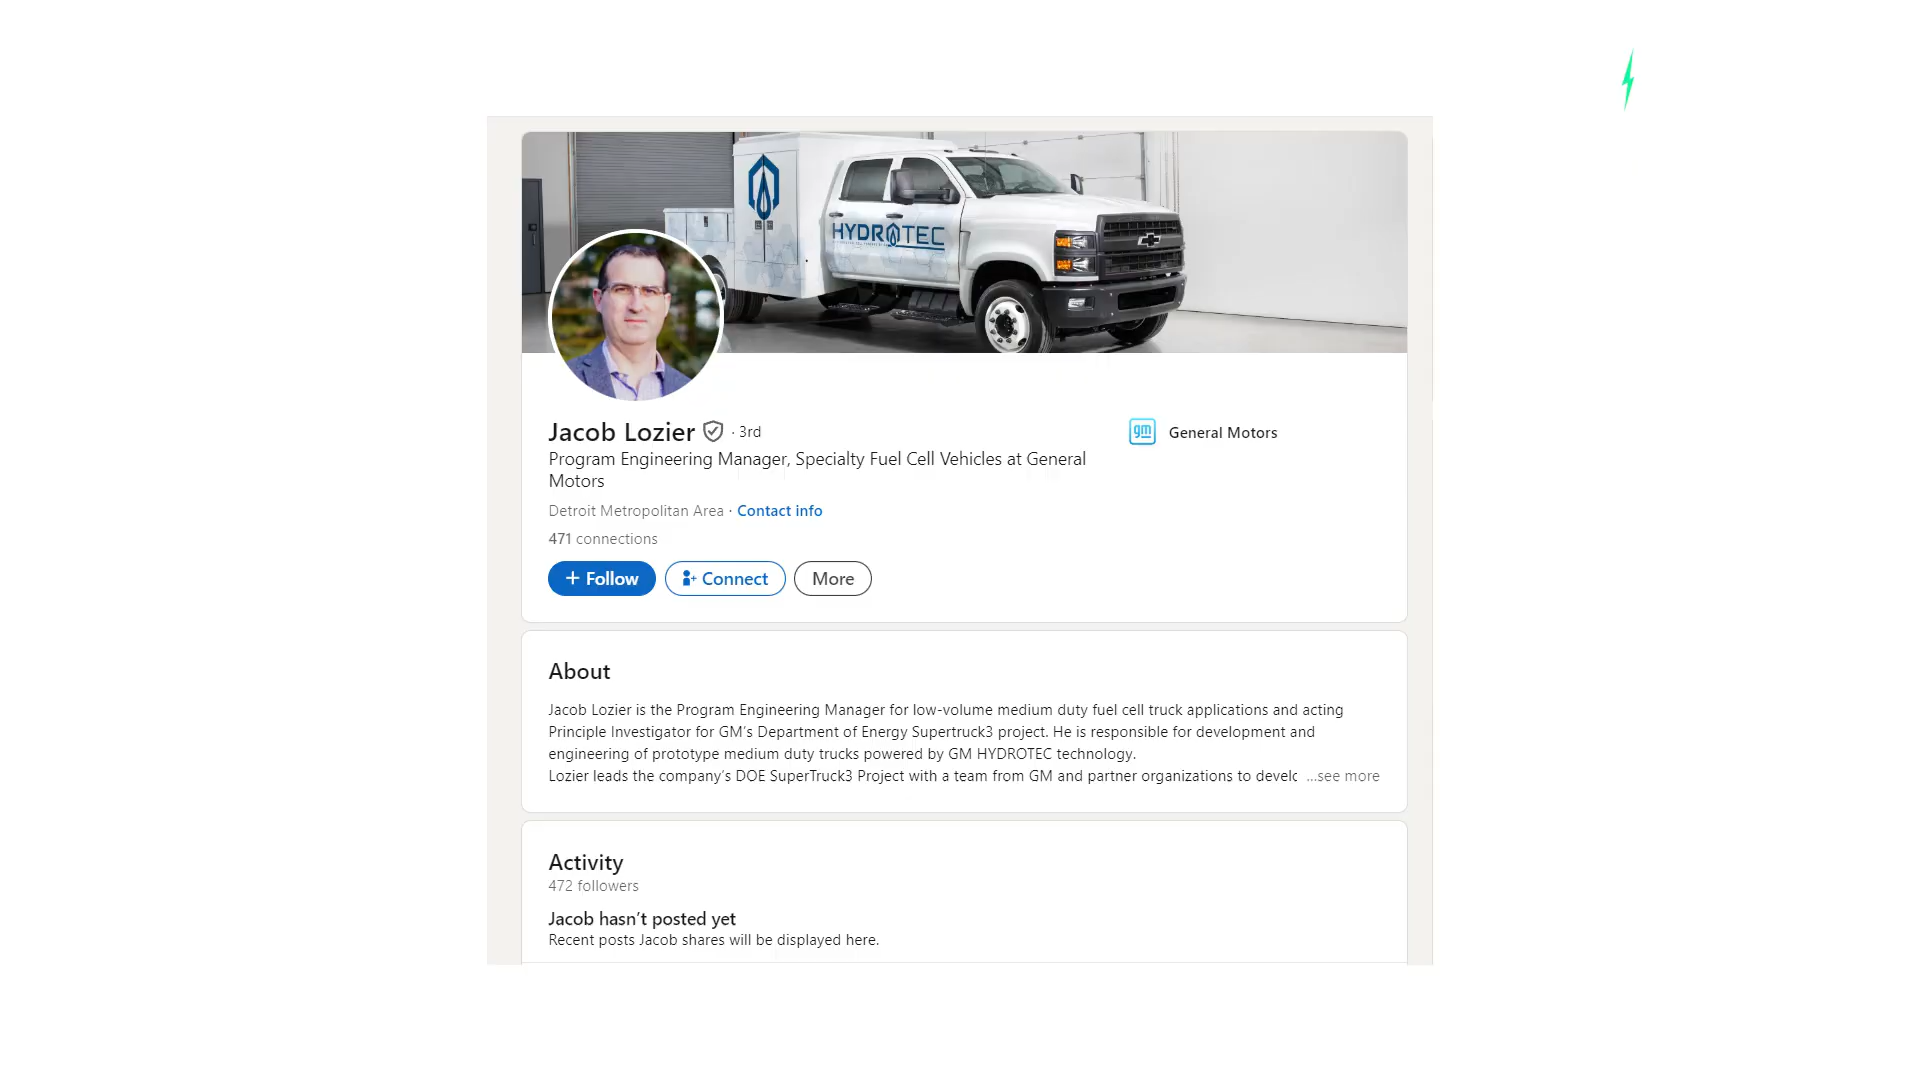 HYDROTEC
Jacob Lozier · 3rd
gm General Motors
Program Engineering Manager, Specialty Fuel Cell Vehicles at General
Motors
Detroit Metropolitan Area · Contact info
471 connections
+ Follow
Connect
More
About
Jacob Lozier is the Program Engineering Manager for low-volume medium duty fuel cell truck applications and acting
Principle Investigator for GM's Department of Energy Supertruck3 project. He is responsible for development and
engineering of prototype medium duty trucks powered by GM HYDROTEC technology.
Lozier leads the company's DOE SuperTruck3 Project with a team from GM and partner organizations to develc ...see more
Activity
472 followers
Jacob hasn't posted yet
Recent posts Jacob shares will be displayed here.